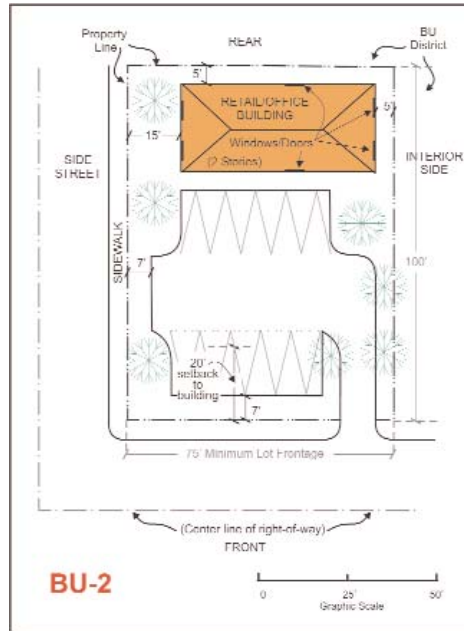 Property
Line
REAR
BU
District
5'
RETAIL/OFFICE
BUILDING
5'
15'
Windows/Doors
(2 Stories)
SIDE
STREET
INTERIOR
SIDE
SIDEWALK
7'
100'
20'
setback
to
building
7'
75' Minimum Lot Frontage
(Center line of right-of-way)
FRONT
BU-2
0 25' 50'
Graphic Scale